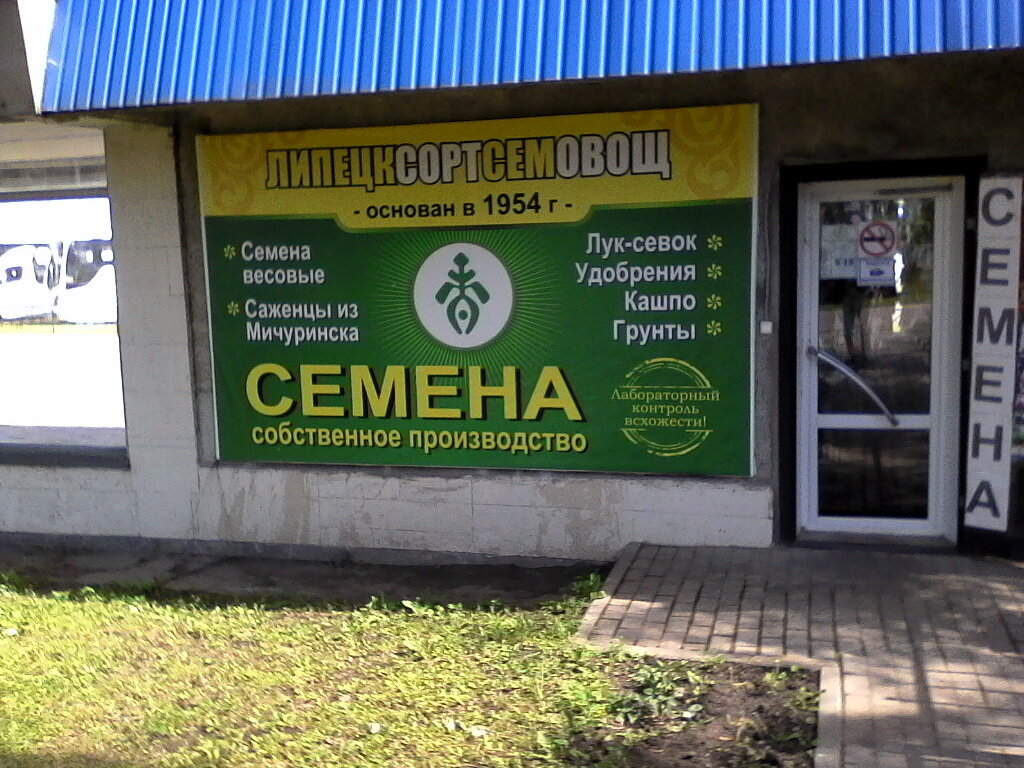 ЛИПЕЦКСОРТСЕМОВОЩ
- основан в 1954 г -
Семена
весовые
Саженцы из
Мичуринска
Лук-севок
Удобрения
Кашпо
Грунты
СЕМЕНА
собственное производство
Лабораторный
контроль
всхожести!
СЕМЕНА